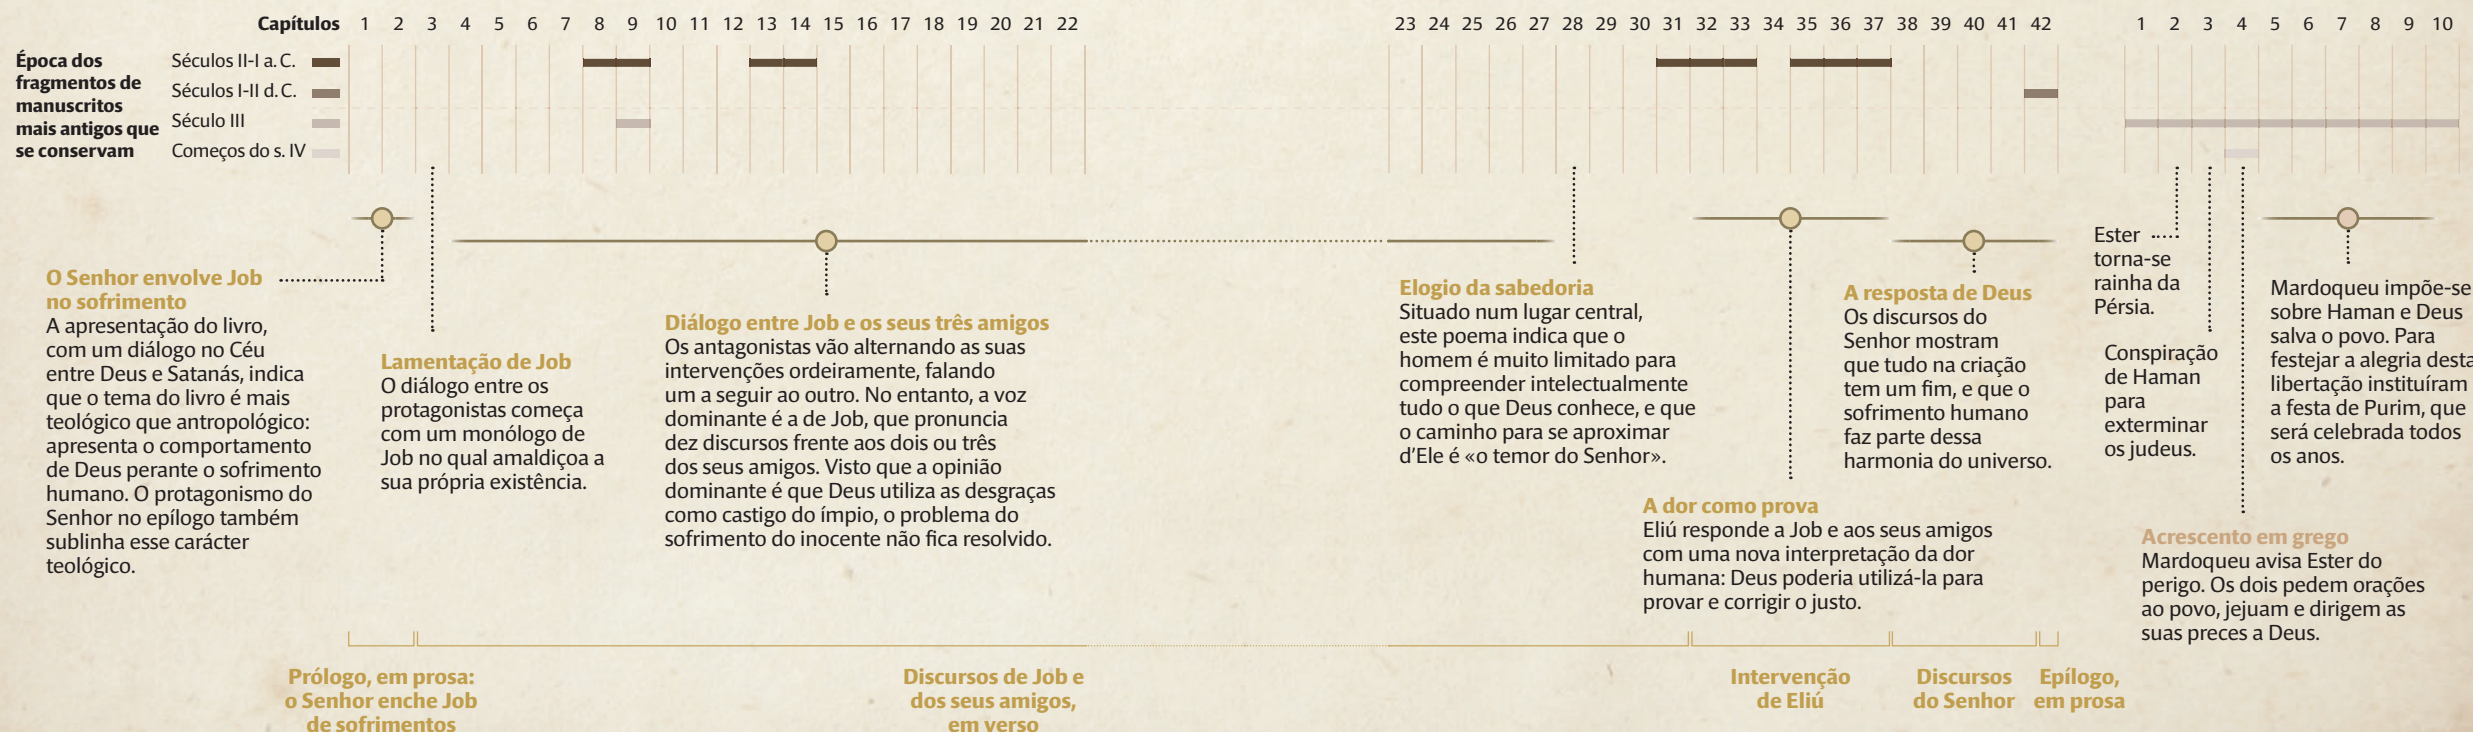 Capítulos 1 2 3 4 5 6 7 8 9 10 11 12 13 14 15 16 17 18 19 20 21 22 23 24 25 26 27 28 29 30 31 32 33 34 35 36 37 38 39 40 41 42 1 2 3 4 5 6 7 8 9 10
Época dos
fragmentos de
manuscritos
mais antigos que
se conservam
Séculos II-I a. C.
Séculos I-II d. C.
Século III
Começos do s. IV
O Senhor envolve Job
no sofrimento
A apresentação do livro,
com um diálogo no Céu
entre Deus e Satanás, indica
que o tema do livro é mais
teológico que antropológico:
apresenta o comportamento
de Deus perante o sofrimento
humano. O protagonismo do
Senhor no epílogo também
sublinha esse carácter
teológico.
Lamentação de Job
O diálogo entre os
protagonistas começa
com um monólogo de
Job no qual amaldiçoa a
sua própria existência.
Diálogo entre Job e os seus três amigos
Os antagonistas vão alternando as suas
intervenções ordeiramente, falando
um a seguir ao outro. No entanto, a voz
dominante é a de Job, que pronuncia
dez discursos frente aos dois ou três
dos seus amigos. Visto que a opinião
dominante é que Deus utiliza as desgraças
como castigo do ímpio, o problema do
sofrimento do inocente não fica resolvido.
Elogio da sabedoria
Situado num lugar central,
este poema indica que o
homem é muito limitado para
compreender intelectualmente
tudo o que Deus conhece, e que
o caminho para se aproximar
d’Ele é «o temor do Senhor».
A dor como prova
Eliú responde a Job e aos seus amigos
com uma nova interpretação da dor
humana: Deus poderia utilizá-la para
provar e corrigir o justo.
A resposta de Deus
Os discursos do
Senhor mostram
que tudo na criação
tem um fim, e que o
sofrimento humano
faz parte dessa
harmonia do universo.
Ester
torna-se
rainha da
Pérsia.
Conspiração
de Haman
para
exterminar
os judeus.
Acrescento em grego
Mardoqueu avisa Ester do
perigo. Os dois pedem orações
ao povo, jejuam e dirigem as
suas preces a Deus.
Mardoqueu impõe-se
sobre Haman e Deus
salva o povo. Para
festejar a alegria desta
libertação instituíram
a festa de Purim, que
será celebrada todos
os anos.
Prólogo, em prosa:
o Senhor enche Job
de sofrimentos
Discursos de Job e
dos seus amigos,
em verso
Intervenção
de Eliú
Discursos
do Senhor
Epílogo,
em prosa